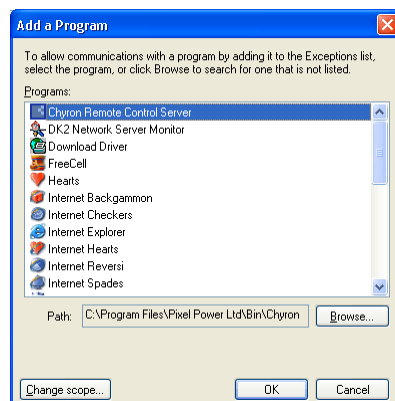 Add a Program
To allow communications with a program by adding it to the Exceptions list,
select the program, or click Browse to search for one that is not listed.
Programs:
Chyron Remote Control Server
DK2 Network Server Monitor
Download Driver
FreeCell
Hearts
Internet Backgammon
Internet Checkers
Internet Explorer
Internet Hearts
Internet Reversi
Internet Spades
Path: C:\Program Files\Pixel Power Ltd\Bin\Chyron Browse...
Change scope... OK Cancel